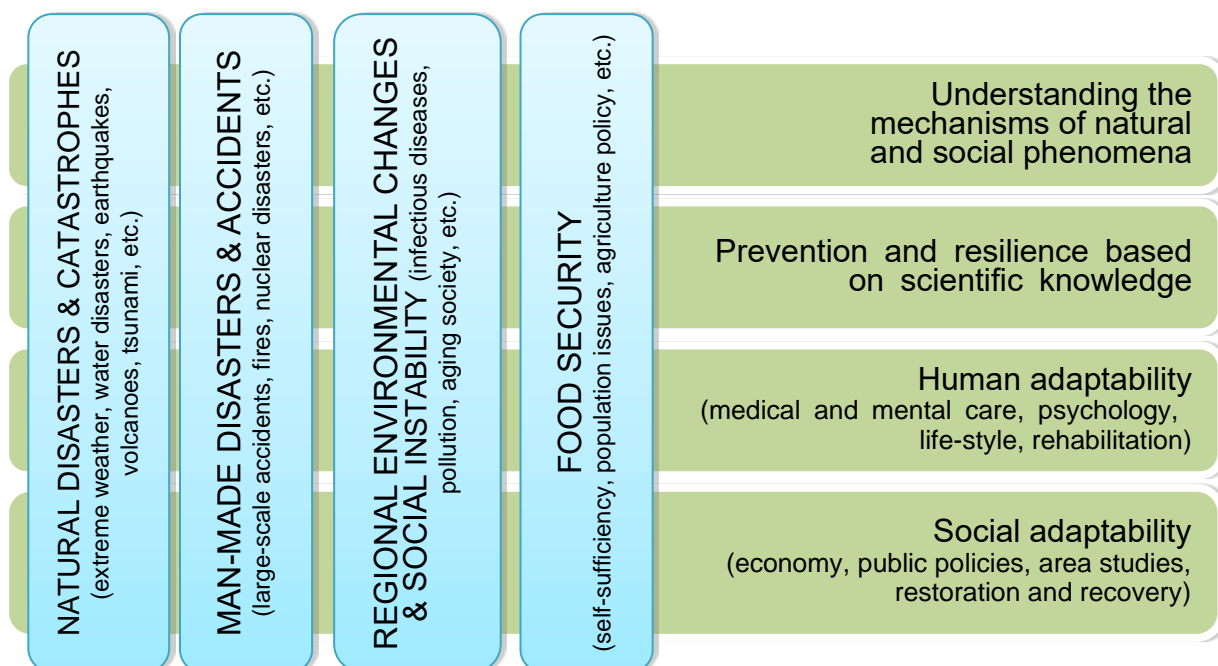 NATURAL DISASTERS & CATASTROPHES
(extreme weather, water disasters, earthquakes,
volcanoes, tsunami, etc.)
MAN-MADE DISASTERS & ACCIDENTS
(large-scale accidents, fires, nuclear disasters, etc.)
REGIONAL ENVIRONMENTAL CHANGES
& SOCIAL INSTABILITY (infectious diseases,
pollution, aging society, etc.)
FOOD SECURITY
(self-sufficiency, population issues, agriculture policy, etc.)
Understanding the
mechanisms of natural
and social phenomena
Prevention and resilience based
on scientific knowledge
Human adaptability
(medical and mental care, psychology,
life-style, rehabilitation)
Social adaptability
(economy, public policies, area studies,
restoration and recovery)